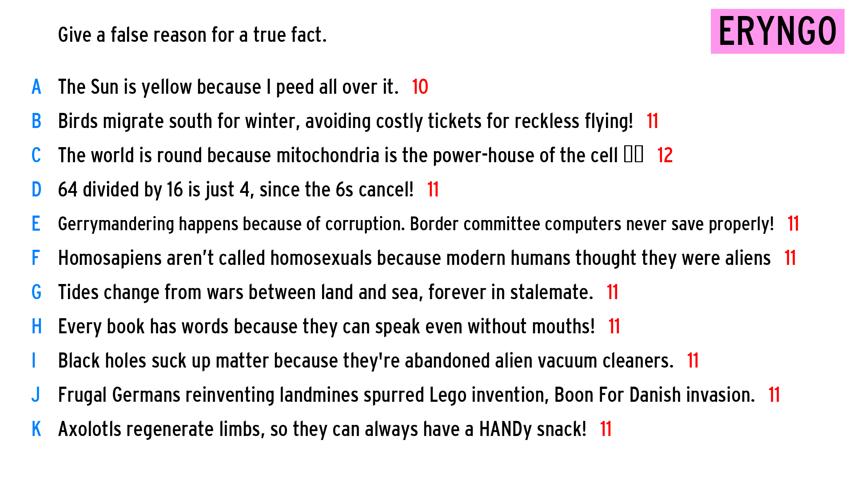 Give a false reason for a true fact.
ERYNGO
A The Sun is yellow because I peed all over it. 10
B Birds migrate south for winter, avoiding costly tickets for reckless flying! 11
C The world is round because mitochondria is the power-house of the cell 12
D 64 divided by 16 is just 4, since the 6s cancel! 11
E Gerrymandering happens because of corruption. Border committee computers never save properly! 11
F Homosapiens aren’t called homosexuals because modern humans thought they were aliens 11
G Tides change from wars between land and sea, forever in stalemate. 11
H Every book has words because they can speak even without mouths! 11
I Black holes suck up matter because they're abandoned alien vacuum cleaners. 11
J Frugal Germans reinventing landmines spurred Lego invention, Boon For Danish invasion. 11
K Axolotls regenerate limbs, so they can always have a HANDy snack! 11